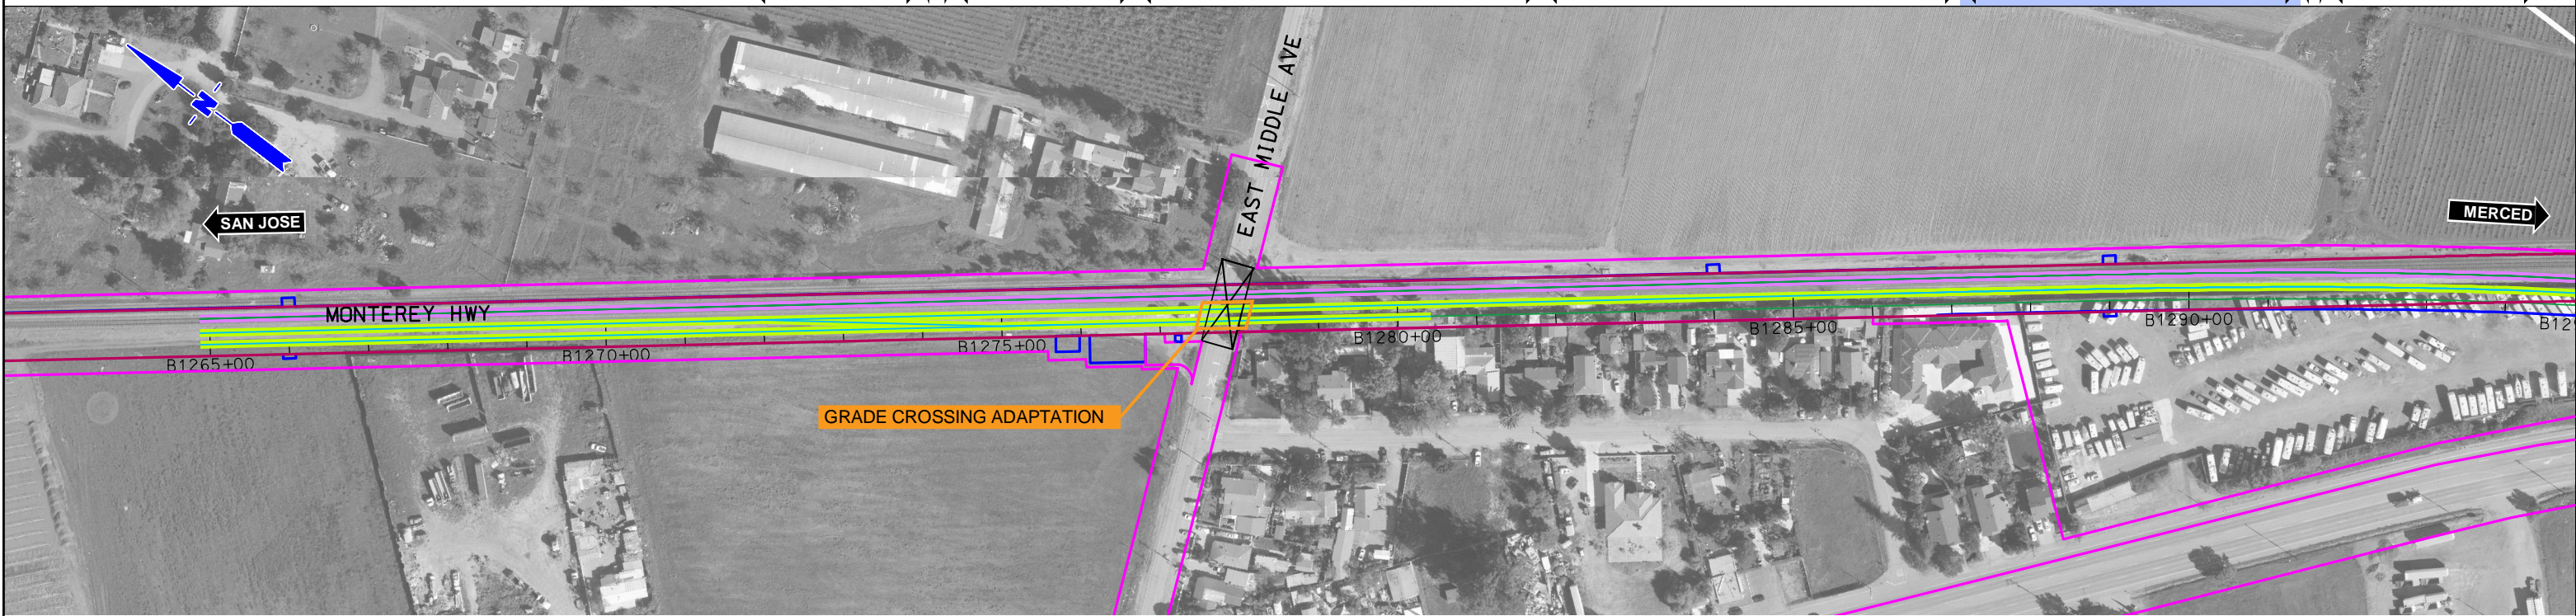 N
EAST MIDDLE AVE
SAN JOSE
MERCED
MONTEREY HWY
B1265+00
B1270+00
B1275+00
B1280+00
B1285+00
B1290+00
B129
GRADE CROSSING ADAPTATION